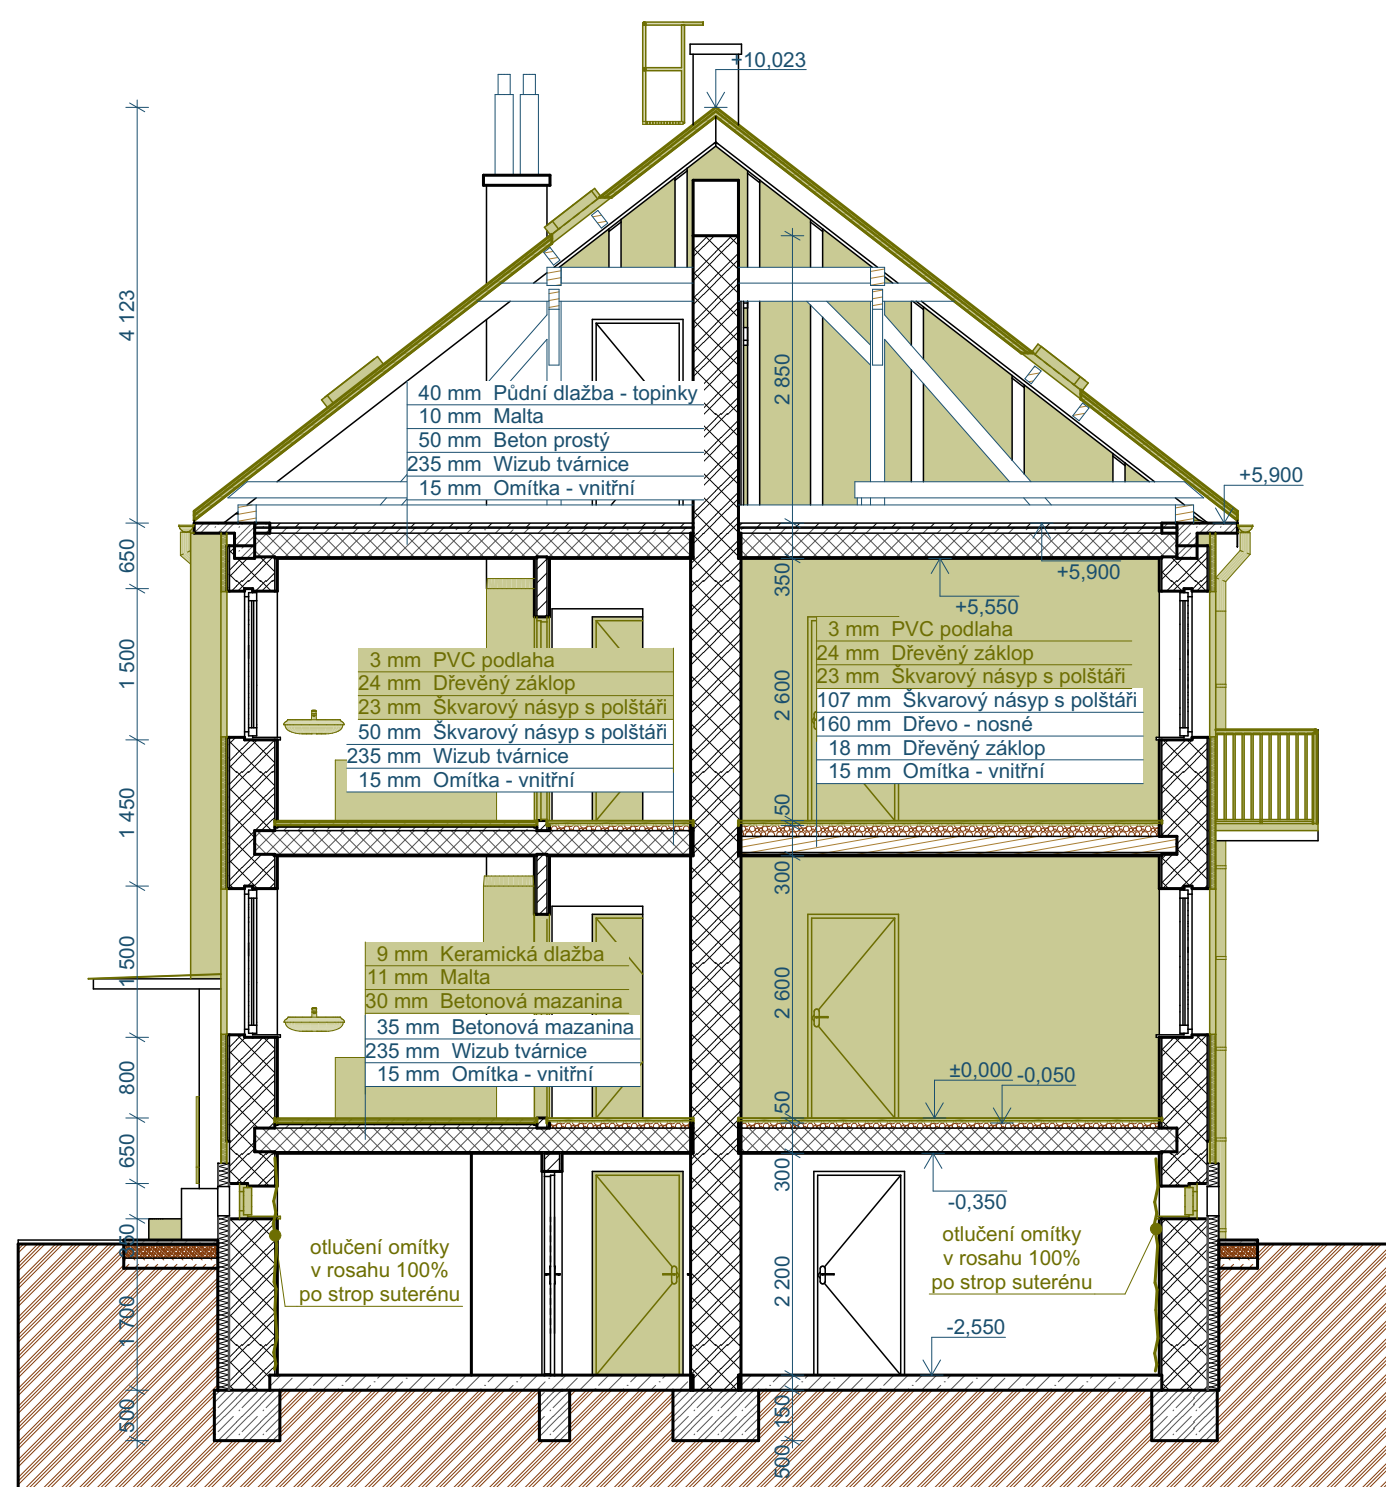 +10,023
4 123
2 850
40 mm Půdní dlažba - topinky
10 mm Malta
50 mm Beton prostý
235 mm Wizub tvárnice
15 mm Omítka - vnitřní
+5,900
+5,900
+5,550
650
350
1 500
2 600
3 mm PVC podlaha
24 mm Dřevěný záklop
23 mm Škvarový násyp s polštáři
50 mm Škvarový násyp s polštáři
235 mm Wizub tvárnice
15 mm Omítka - vnitřní
3 mm PVC podlaha
24 mm Dřevěný záklop
23 mm Škvarový násyp s polštáři
107 mm Škvarový násyp s polštáři
160 mm Dřevo - nosné
18 mm Dřevěný záklop
15 mm Omítka - vnitřní
1 450
50
300
1 500
2 600
9 mm Keramická dlažba
11 mm Malta
30 mm Betonová mazanina
35 mm Betonová mazanina
235 mm Wizub tvárnice
15 mm Omítka - vnitřní
800
±0,000
-0,050
50
650
300
-0,350
otlučení omítky
v rosahu 100%
po strop suterénu
otlučení omítky
v rosahu 100%
po strop suterénu
2 200
1 700
-2,550
500
150
500